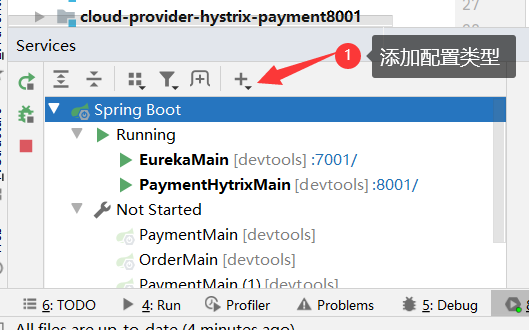 cloud-provider-hystrix-payment8001
27
Services
1 添加配置类型
Spring Boot
Running
EurekaMain [devtools] :7001/
PaymentHytrixMain [devtools] :8001/
Not Started
PaymentMain [devtools]
OrderMain [devtools]
PaymentMain (1) [devtools]
6: TODO 4: Run Profiler Problems 5: Debug
All files are up-to-date (4 minutes ago)